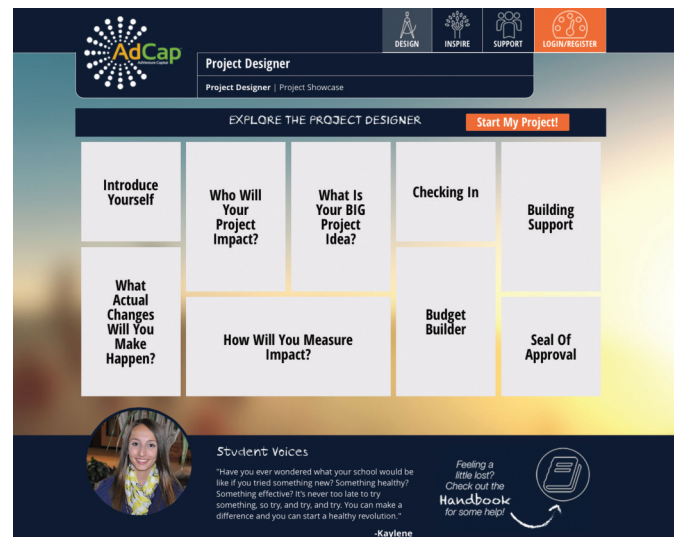 AdCap
Adventure Capital
DESIGN
INSPIRE
SUPPORT
LOGIN/REGISTER
Project Designer
Project Designer | Project Showcase
EXPLORE THE PROJECT DESIGNER
Start My Project!
Introduce
Yourself
Who Will
Your
Project
Impact?
What Is
Your BIG
Project
Idea?
Checking In
Building
Support
What
Actual
Changes
Will You
Make
Happen?
How Will You Measure
Impact?
Budget
Builder
Seal Of
Approval
Student Voices
"Have you ever wondered what your school would be
like if you tried something new? Something healthy?
Something effective? It's never too late to try
something, so try, and try, and try. You can make a
difference and you can start a healthy revolution."
-Kaylene
Feeling a
little lost?
Check out the
Handbook
for some help!